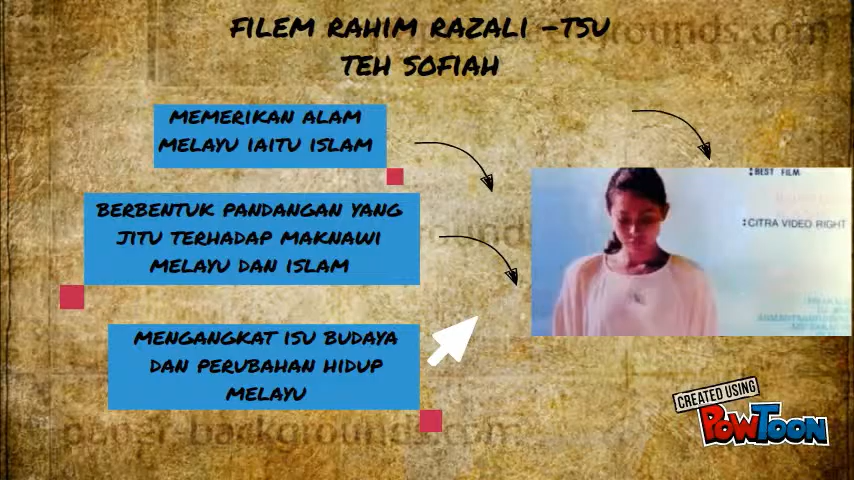 FILEM RAHIM RAZALI -TSU
TEH SOFIAH
MEMERIKAN ALAM
MELAYU IAITU ISLAM
BERBENTUK PANDANGAN YANG
JITU TERHADAP MAKNAWI
MELAYU DAN ISLAM
MENGANGKAT ISU BUDAYA
DAN PERUBAHAN HIDUP
MELAYU
:BEST FILM
:CITRA VIDEO RIGHT
CREATED USING
POWTOON